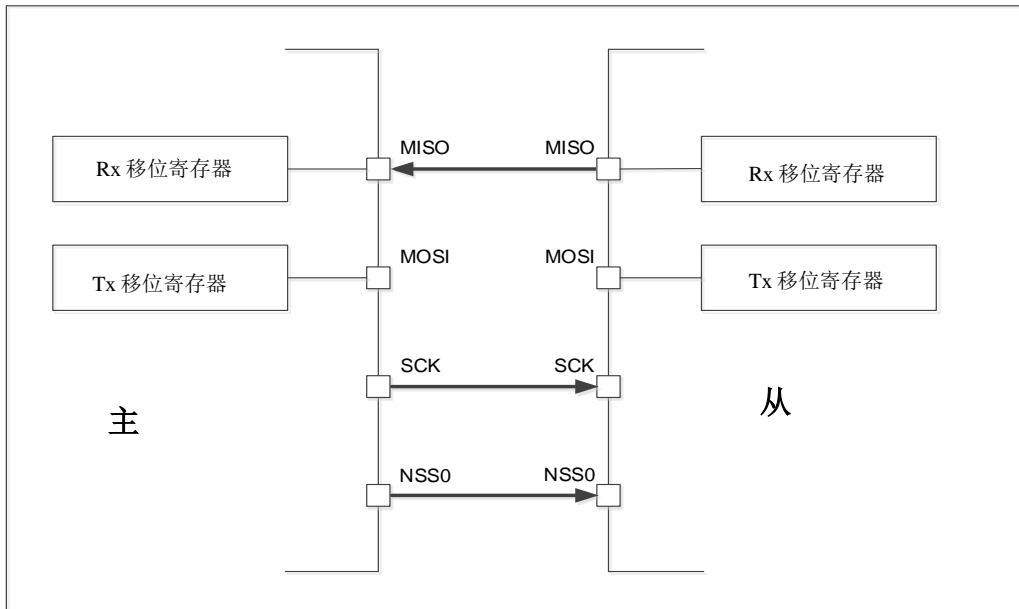 MISO MISO
Rx 移位寄存器 Rx 移位寄存器
MOSI MOSI
Tx 移位寄存器 Tx 移位寄存器
SCK SCK
主 从
NSS0 NSS0